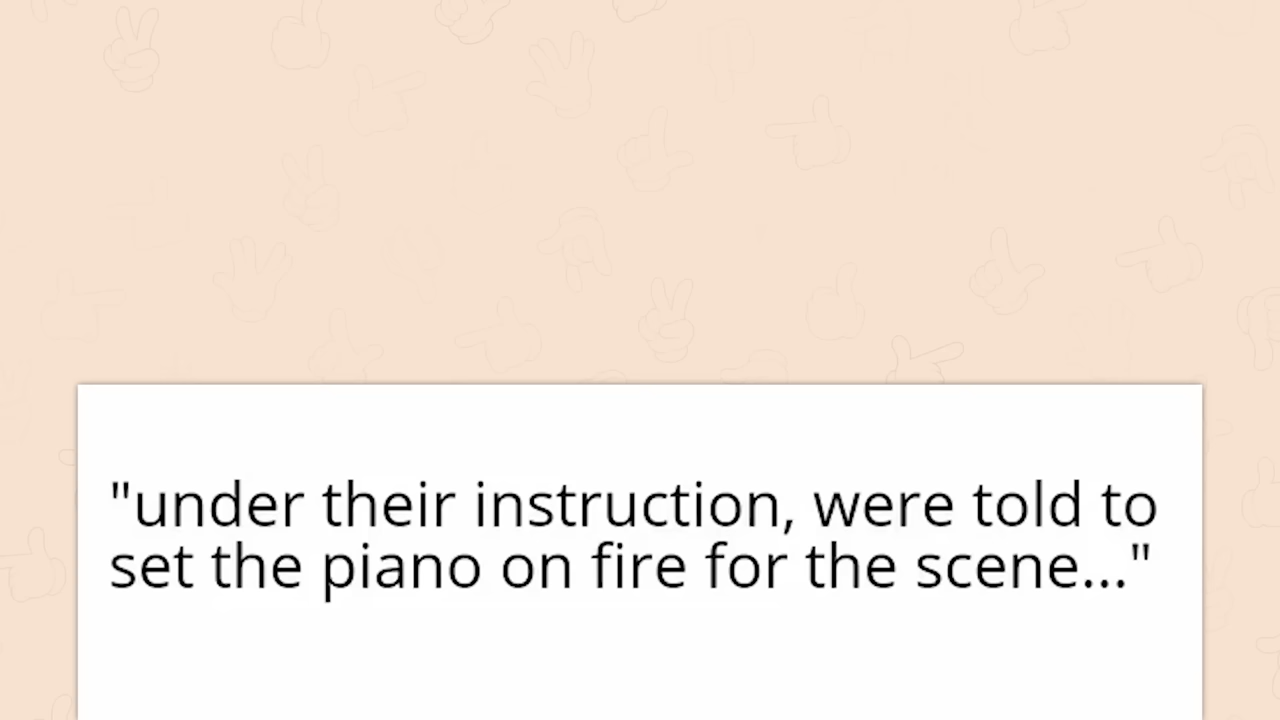 "under their instruction, were told to
set the piano on fire for the scene..."